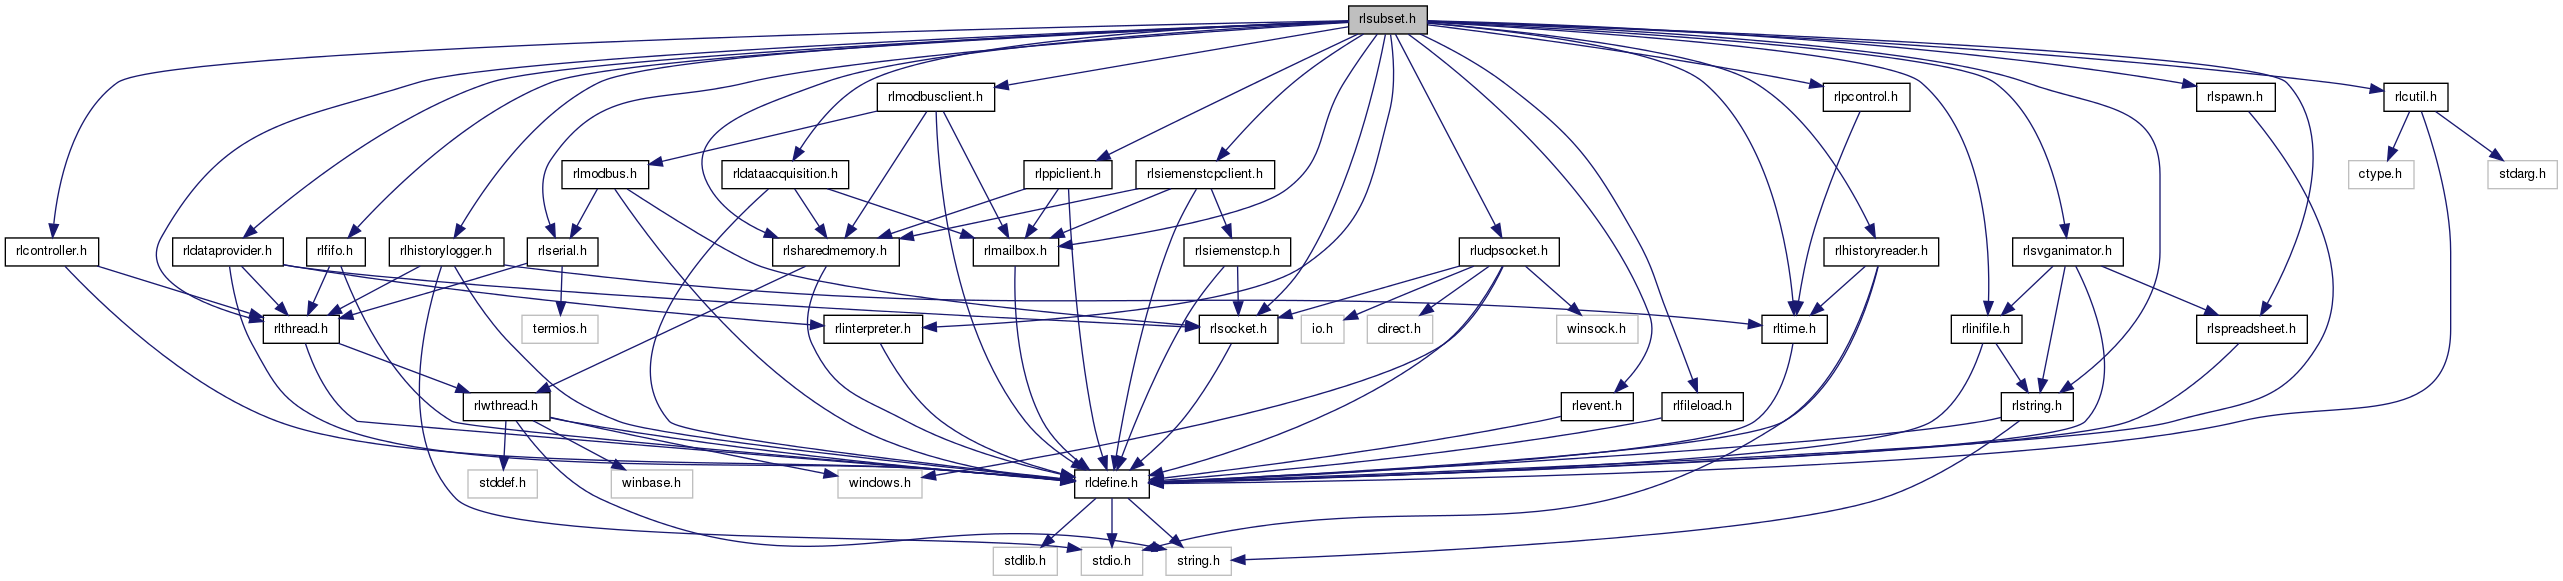 rlsubset.h
rlmodbusclient.h
rlpcontrol.h
rlspawn.h
rlcutil.h
rlmodbus.h
rldataacquisition.h
rlppiclient.h
rlsiemenstcpclient.h
ctype.h
stdarg.h
rlcontroller.h
rldataprovider.h
rlfifo.h
rlhistorylogger.h
rlserial.h
rlsharedmemory.h
rlmailbox.h
rlsiemenstcp.h
rludpsocket.h
rlhistoryreader.h
rlsvganimator.h
rlthread.h
termios.h
rlinterpreter.h
rlsocket.h
io.h
direct.h
winsock.h
rltime.h
rlinifile.h
rlspreadsheet.h
rlwthread.h
rlevent.h
rlfileload.h
rlstring.h
stddef.h
winbase.h
windows.h
rldefine.h
stdlib.h
stdio.h
string.h